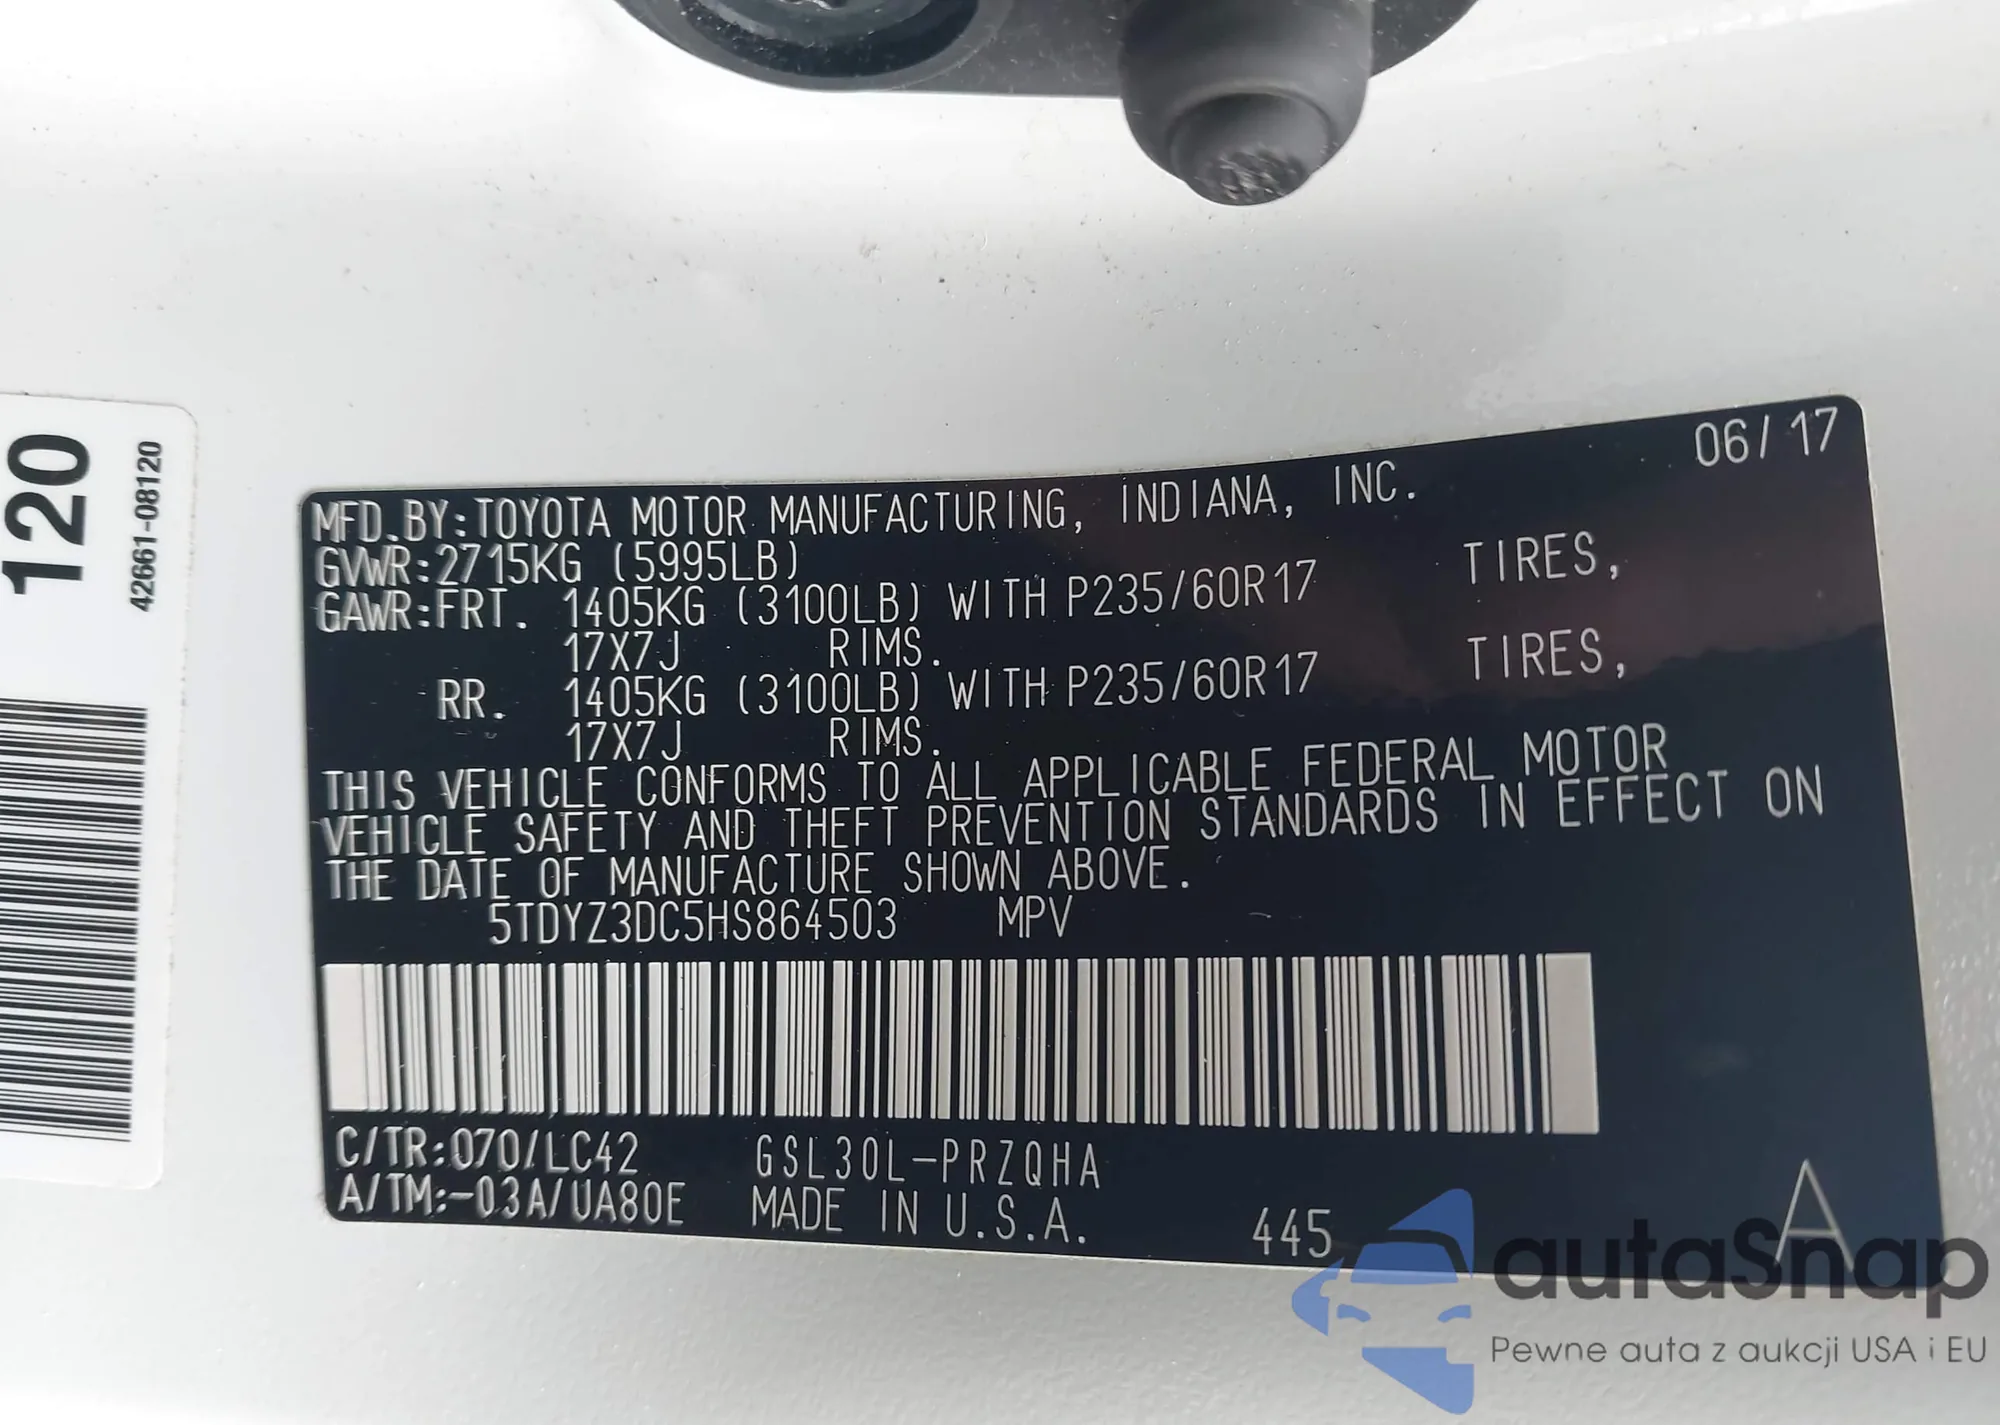 120
42661-08120
06/17
MFD.BY:TOYOTA MOTOR MANUFACTURING, INDIANA, INC.
GVWR:2715KG (5995LB)
GAWR:FRT. 1405KG (3100LB) WITH P235/60R17 TIRES,
17X7J RIMS.
RR. 1405KG (3100LB) WITH P235/60R17 TIRES,
17X7J RIMS.
THIS VEHICLE CONFORMS TO ALL APPLICABLE FEDERAL MOTOR
VEHICLE SAFETY AND THEFT PREVENTION STANDARDS IN EFFECT ON
THE DATE OF MANUFACTURE SHOWN ABOVE.
5TDYZ3DC5HS864503 MPV
C/TR:070/LC42 GSL30L-PRZQHA
A/TM:-03A/UA80E MADE IN U.S.A. 445 A
autaSnap
Pewne auta z aukcji USA i EU